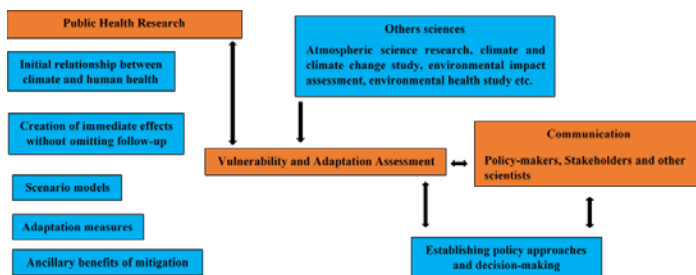 Public Health Research
Initial relationship between
climate and human health
Creation of immediate effects
without omitting follow-up
Scenario models
Adaptation measures
Ancillary benefits of mitigation
Others sciences
Atmospheric science research, climate and
climate change study, environmental impact
assessment, environmental health study etc.
Vulnerability and Adaptation Assessment
Communication
Policy-makers, Stakeholders and other
scientists
Establishing policy approaches
and decision-making